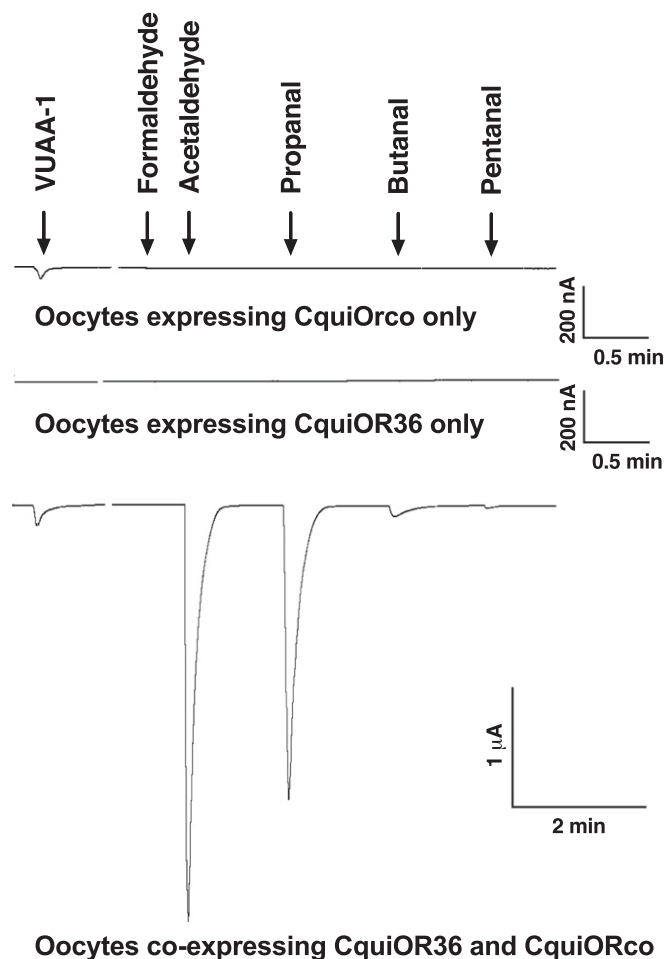 VUAA-1
Formaldehyde
Acetaldehyde
Propanal
Butanal
Pentanal
Oocytes expressing CquiOrco only
200 nA
0.5 min
Oocytes expressing CquiOR36 only
200 nA
0.5 min
1 μA
2 min
Oocytes co-expressing CquiOR36 and CquiORco